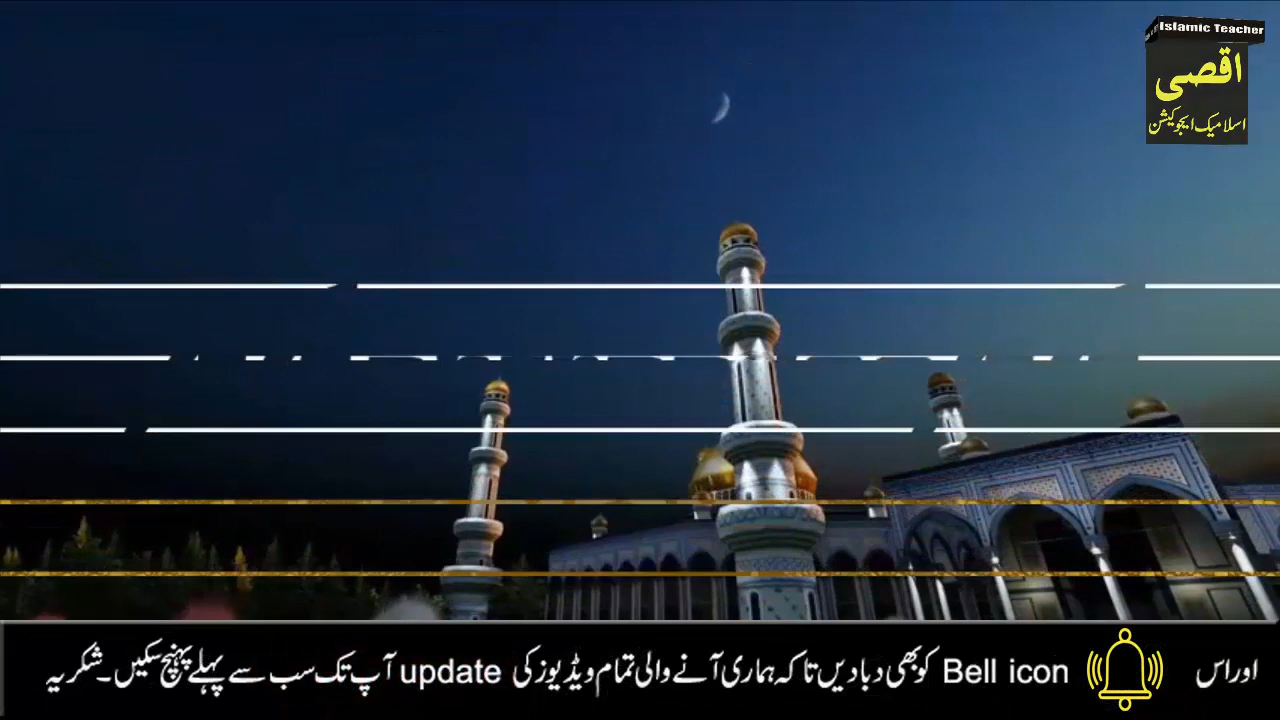 Islamic Teacher
اقصی
اسلامیک ایجوکیشن
اور اس Bell icon کو بھی دبا دیں تاکہ ہماری آنے والی تمام ویڈیوز کی update آپ تک سب سے پہلے پہنچ سکیں۔ شکریہ